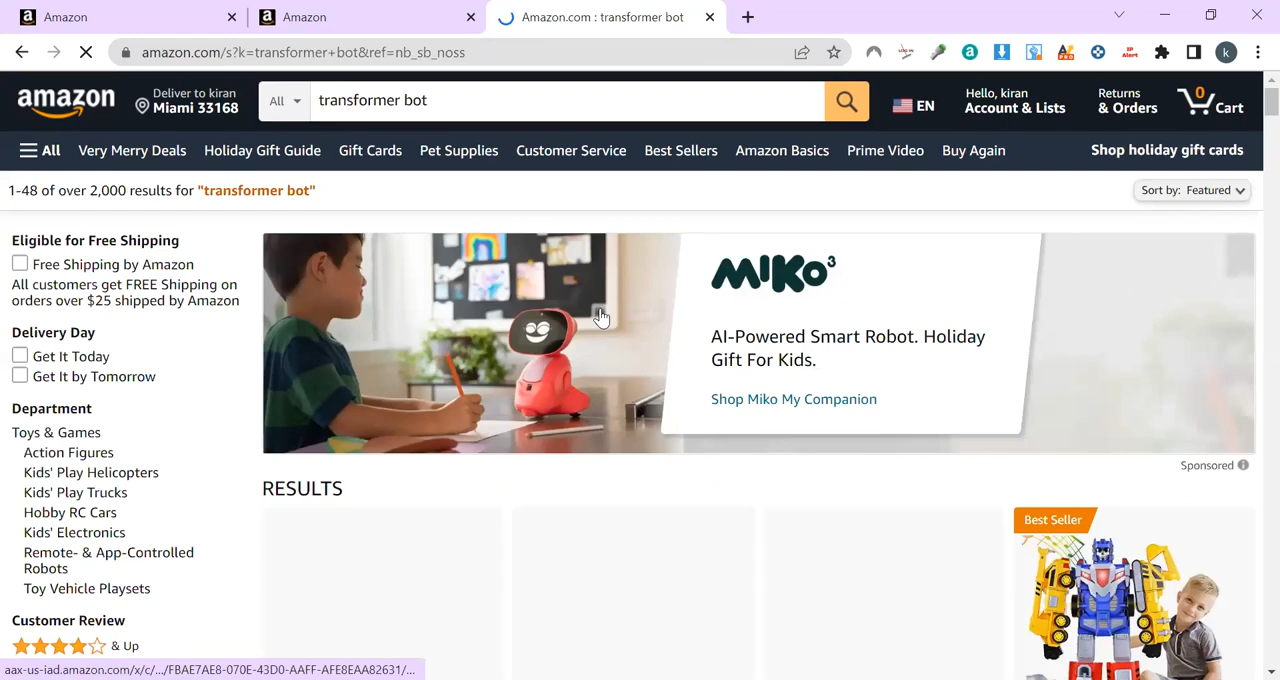 Amazon
Amazon
Amazon.com : transformer bot
amazon.com/s?k=transformer+bot&ref=nb_sb_noss
amazon
Deliver to kiran
Miami 33168
All
transformer bot
EN
Hello, kiran
Account & Lists
Returns
& Orders
0
Cart
All
Very Merry Deals
Holiday Gift Guide
Gift Cards
Pet Supplies
Customer Service
Best Sellers
Amazon Basics
Prime Video
Buy Again
Shop holiday gift cards
1-48 of over 2,000 results for "transformer bot"
Sort by: Featured
Eligible for Free Shipping
Free Shipping by Amazon
All customers get FREE Shipping on
orders over $25 shipped by Amazon
Delivery Day
Get It Today
Get It by Tomorrow
Department
Toys & Games
Action Figures
Kids' Play Helicopters
Kids' Play Trucks
Hobby RC Cars
Kids' Electronics
Remote- & App-Controlled
Robots
Toy Vehicle Playsets
Customer Review
& Up
MIKO3
AI-Powered Smart Robot. Holiday
Gift For Kids.
Shop Miko My Companion
Sponsored
RESULTS
Best Seller
aax-us-iad.amazon.com/x/c/.../FBAE7AE8-070E-43D0-AAFF-AFE8EAA82631/...